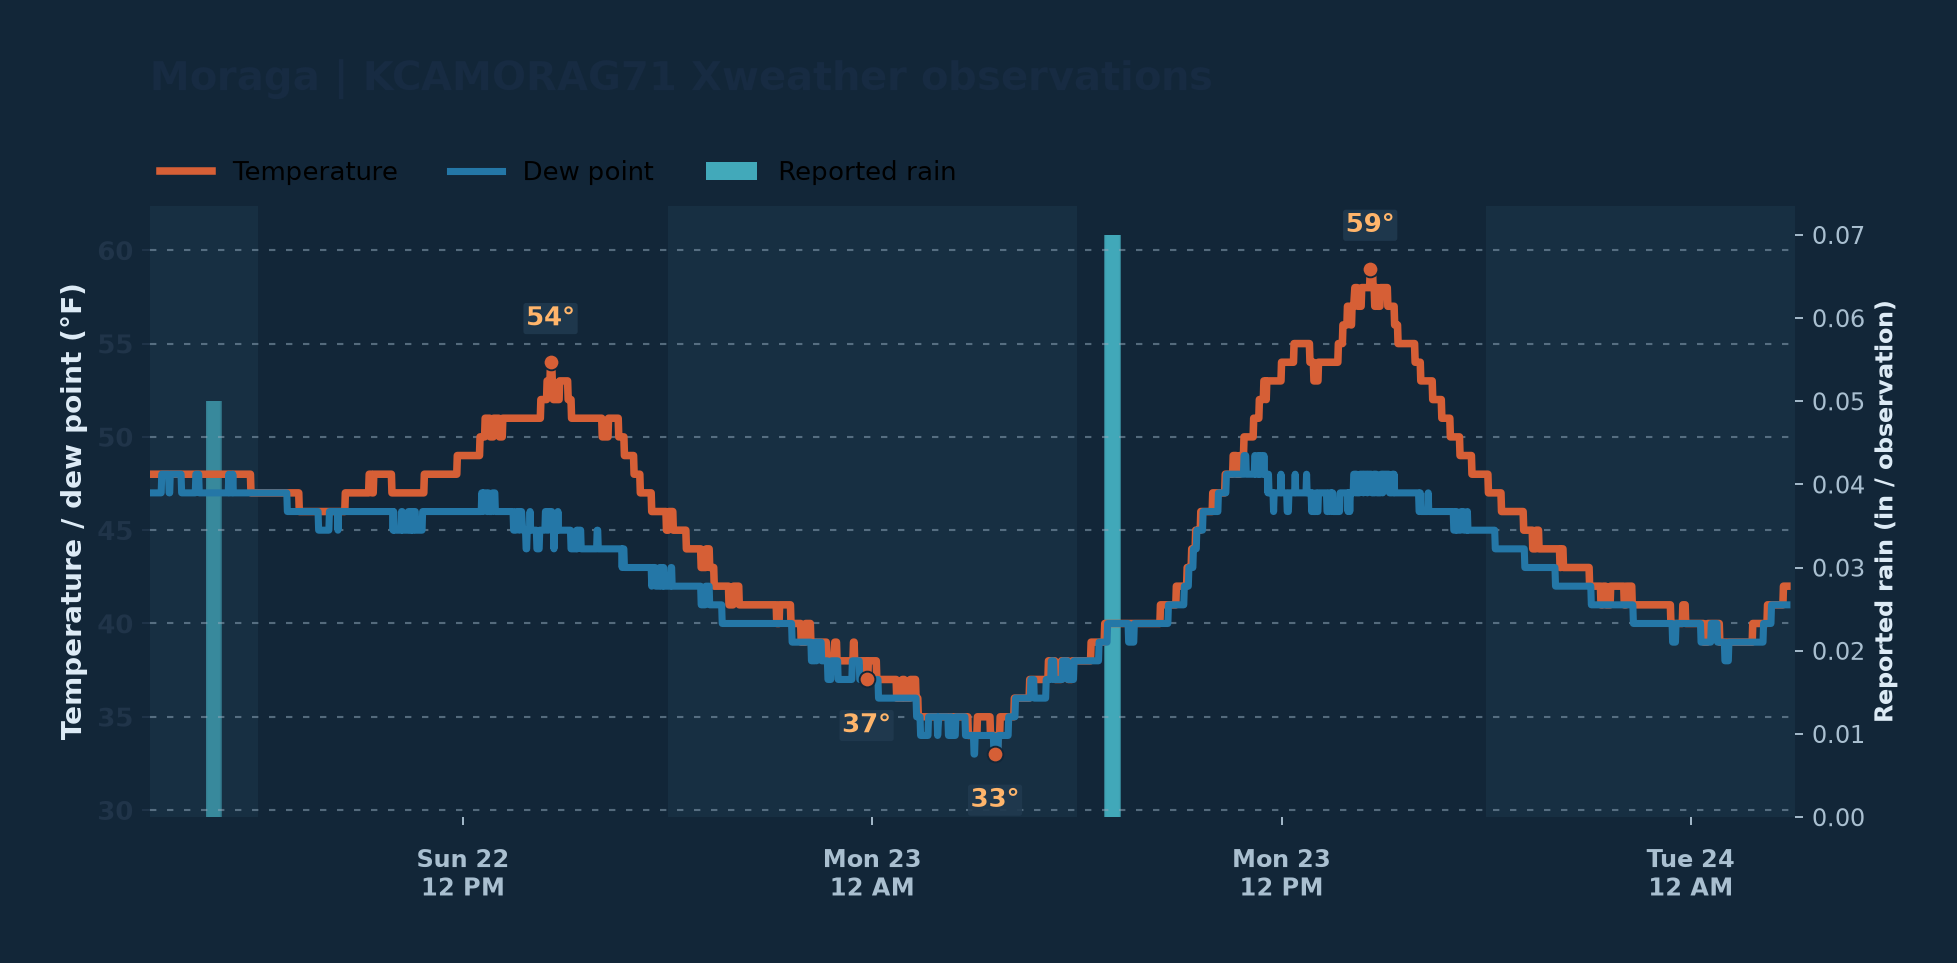 Moraga | KCAMORAG71 Xweather observations
Temperature
Dew point
Reported rain
Temperature / dew point (°F)
60
55
50
45
40
35
30
54°
37°
33°
59°
0.07
0.06
0.05
0.04
0.03
0.02
0.01
0.00
Reported rain (in / observation)
Sun 22
12 PM
Mon 23
12 AM
Mon 23
12 PM
Tue 24
12 AM